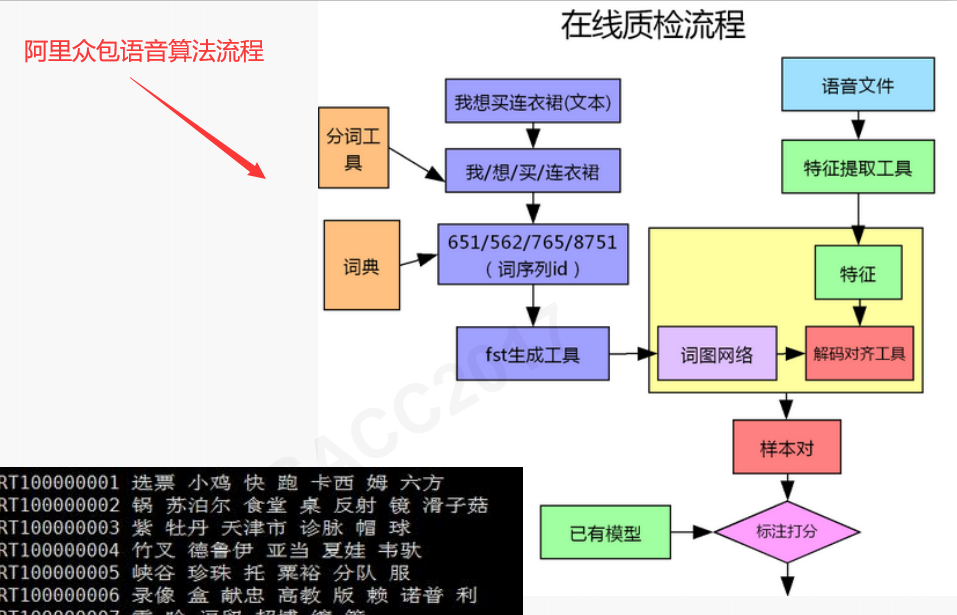 在线质检流程
阿里众包语音算法流程
我想买连衣裙(文本)
语音文件
分词工
具
我/想/买/连衣裙
特征提取工具
词典
651/562/765/8751
(词序列id)
特征
fst生成工具
词图网络
解码对齐工具
样本对
已有模型
标注打分
SACC2017
RT100000001 选票 小鸡 快 跑 卡西 姆 六方
RT100000002 锅 苏泊尔 食堂 桌 反射 镜 滑子菇
RT100000003 紫 牡丹 天津市 诊脉 帽 球
RT100000004 竹叉 德鲁伊 亚当 夏娃 韦驮
RT100000005 峡谷 珍珠 托 粟裕 分队 服
RT100000006 录像 盒 献忠 高教 版 赖 诺普 利